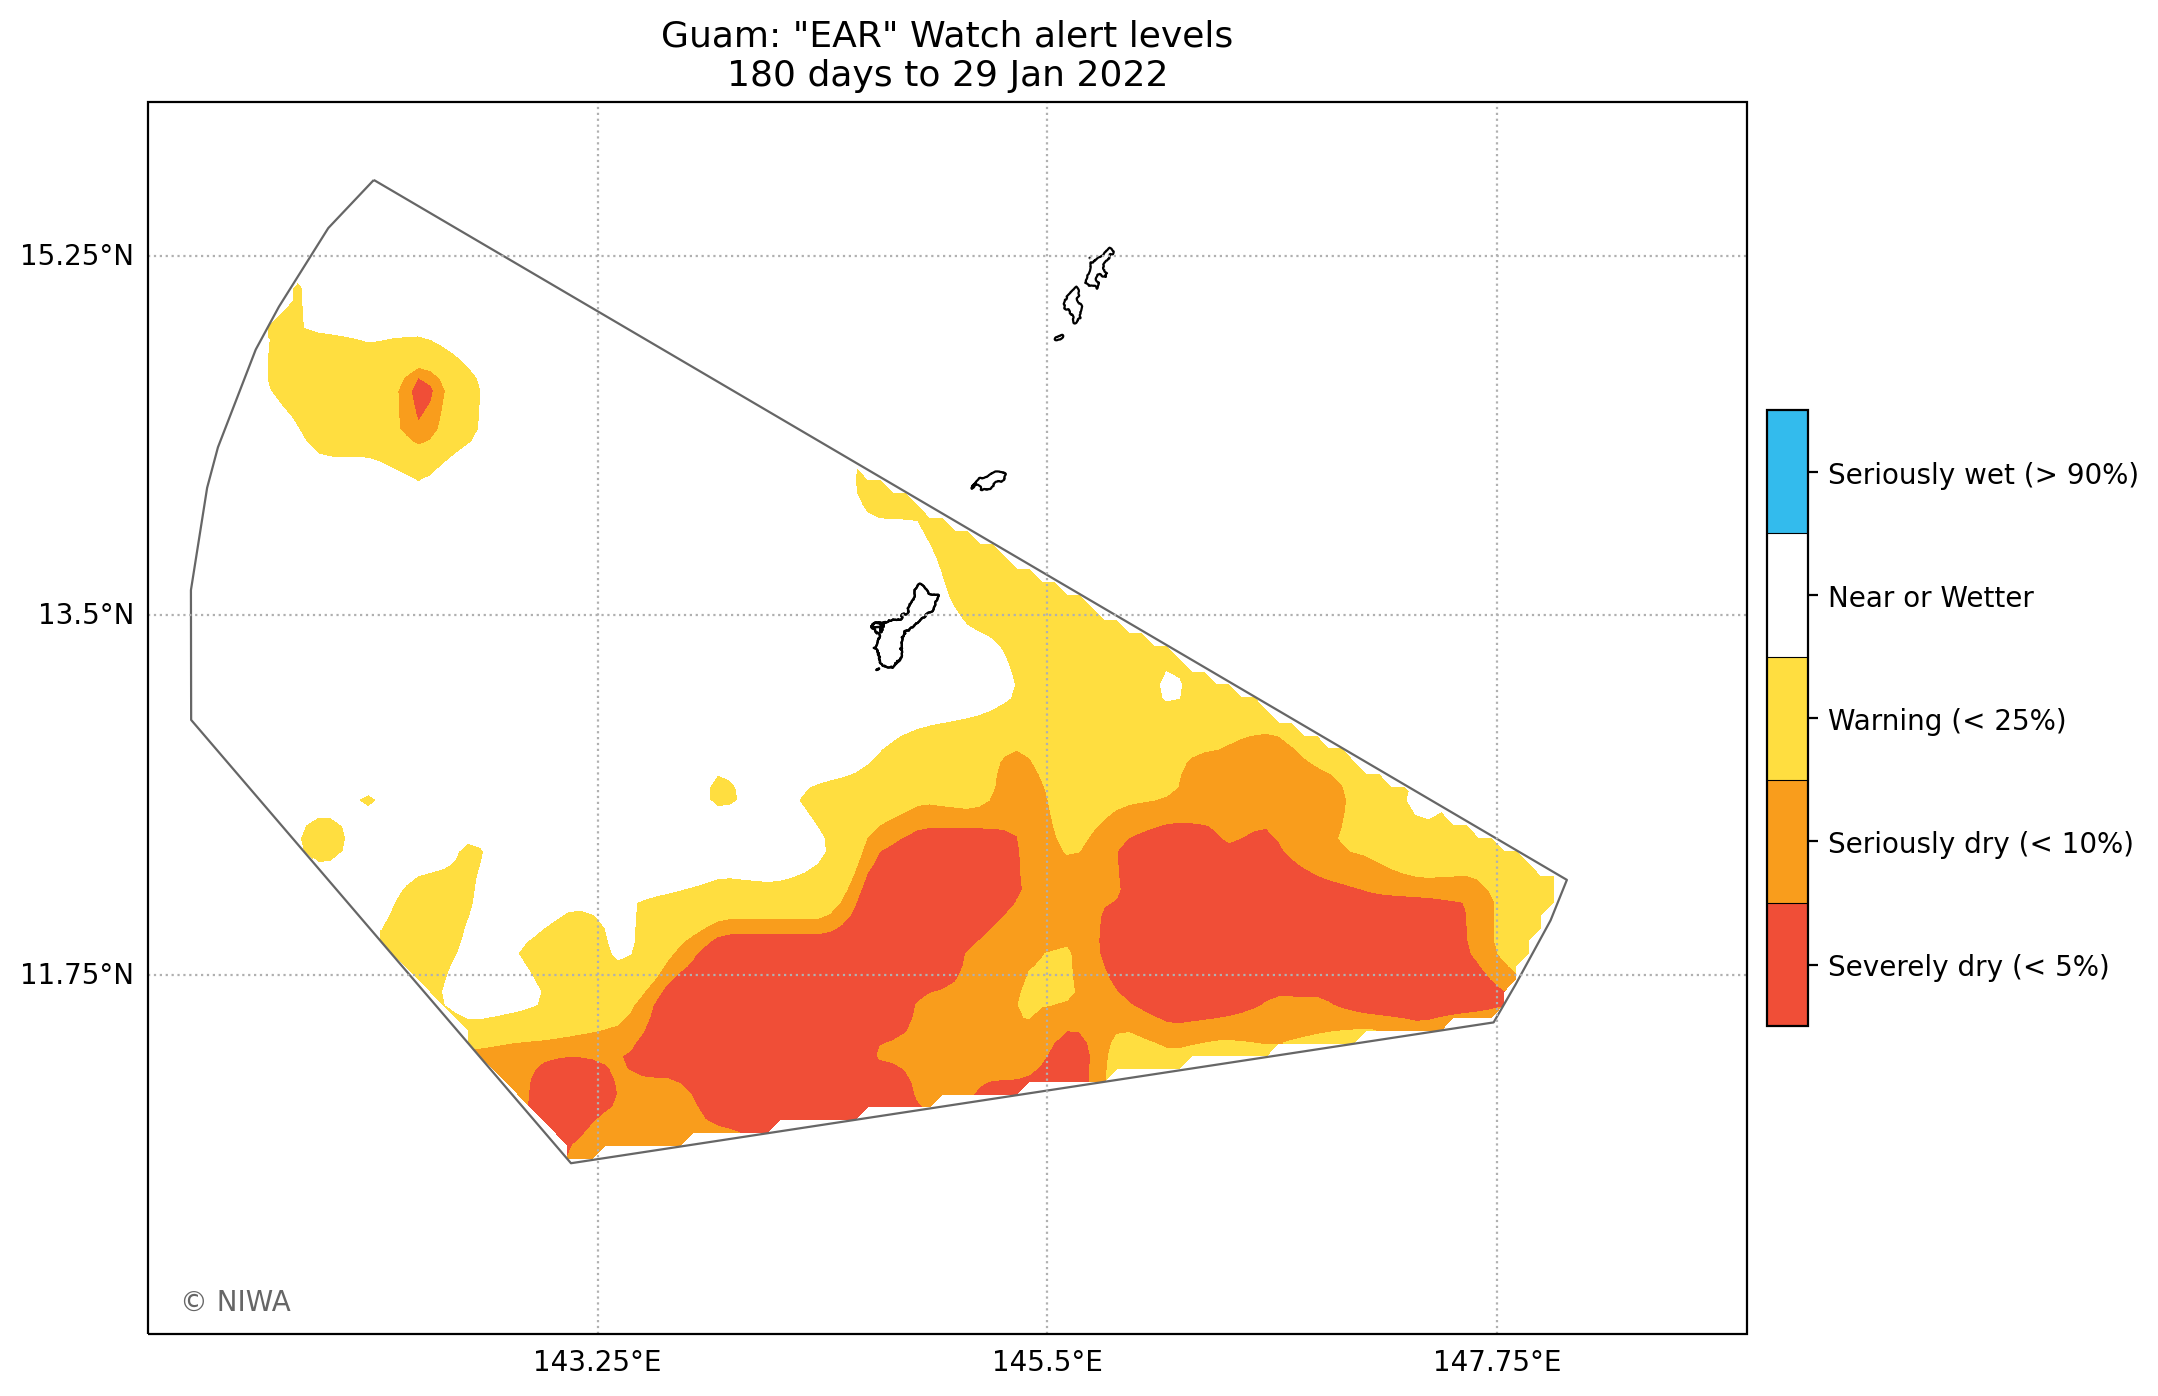 Guam: "EAR" Watch alert levels
180 days to 29 Jan 2022
15.25°N
13.5°N
11.75°N
143.25°E
145.5°E
147.75°E
Seriously wet (> 90%)
Near or Wetter
Warning (< 25%)
Seriously dry (< 10%)
Severely dry (< 5%)
© NIWA